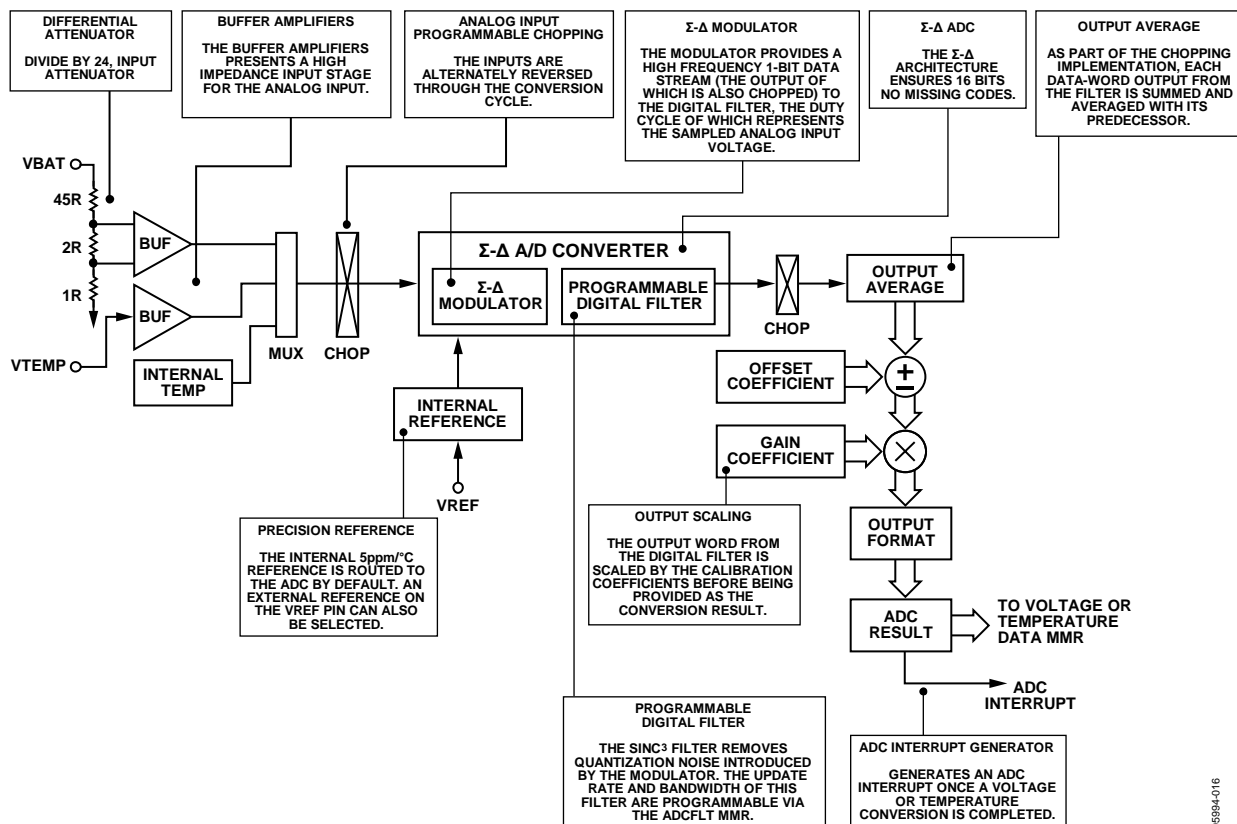 DIFFERENTIAL
ATTENUATOR
DIVIDE BY 24, INPUT
ATTENUATOR
BUFFER AMPLIFIERS
THE BUFFER AMPLIFIERS
PRESENTS A HIGH
IMPEDANCE INPUT STAGE
FOR THE ANALOG INPUT.
ANALOG INPUT
PROGRAMMABLE CHOPPING
THE INPUTS ARE
ALTERNATELY REVERSED
THROUGH THE CONVERSION
CYCLE.
Σ-Δ MODULATOR
THE MODULATOR PROVIDES A
HIGH FREQUENCY 1-BIT DATA
STREAM (THE OUTPUT OF
WHICH IS ALSO CHOPPED) TO
THE DIGITAL FILTER, THE DUTY
CYCLE OF WHICH REPRESENTS
THE SAMPLED ANALOG INPUT
VOLTAGE.
Σ-Δ ADC
THE Σ-Δ
ARCHITECTURE
ENSURES 16 BITS
NO MISSING CODES.
OUTPUT AVERAGE
AS PART OF THE CHOPPING
IMPLEMENTATION, EACH
DATA-WORD OUTPUT FROM
THE FILTER IS SUMMED AND
AVERAGED WITH ITS
PREDECESSOR.
VBAT
45R
2R
1R
BUF
BUF
VTEMP
INTERNAL
TEMP
MUX
CHOP
Σ-Δ A/D CONVERTER
Σ-Δ
MODULATOR
PROGRAMMABLE
DIGITAL FILTER
CHOP
OUTPUT
AVERAGE
INTERNAL
REFERENCE
VREF
OFFSET
COEFFICIENT
GAIN
COEFFICIENT
OUTPUT
FORMAT
ADC
RESULT
TO VOLTAGE OR
TEMPERATURE
DATA MMR
ADC
INTERRUPT
PRECISION REFERENCE
THE INTERNAL 5ppm/°C
REFERENCE IS ROUTED TO
THE ADC BY DEFAULT. AN
EXTERNAL REFERENCE ON
THE VREF PIN CAN ALSO
BE SELECTED.
OUTPUT SCALING
THE OUTPUT WORD FROM
THE DIGITAL FILTER IS
SCALED BY THE CALIBRATION
COEFFICIENTS BEFORE BEING
PROVIDED AS THE
CONVERSION RESULT.
PROGRAMMABLE
DIGITAL FILTER
THE SINC³ FILTER REMOVES
QUANTIZATION NOISE INTRODUCED
BY THE MODULATOR. THE UPDATE
RATE AND BANDWIDTH OF THIS
FILTER ARE PROGRAMMABLE VIA
THE ADCFLT MMR.
ADC INTERRUPT GENERATOR
GENERATES AN ADC
INTERRUPT ONCE A VOLTAGE
OR TEMPERATURE
CONVERSION IS COMPLETED.